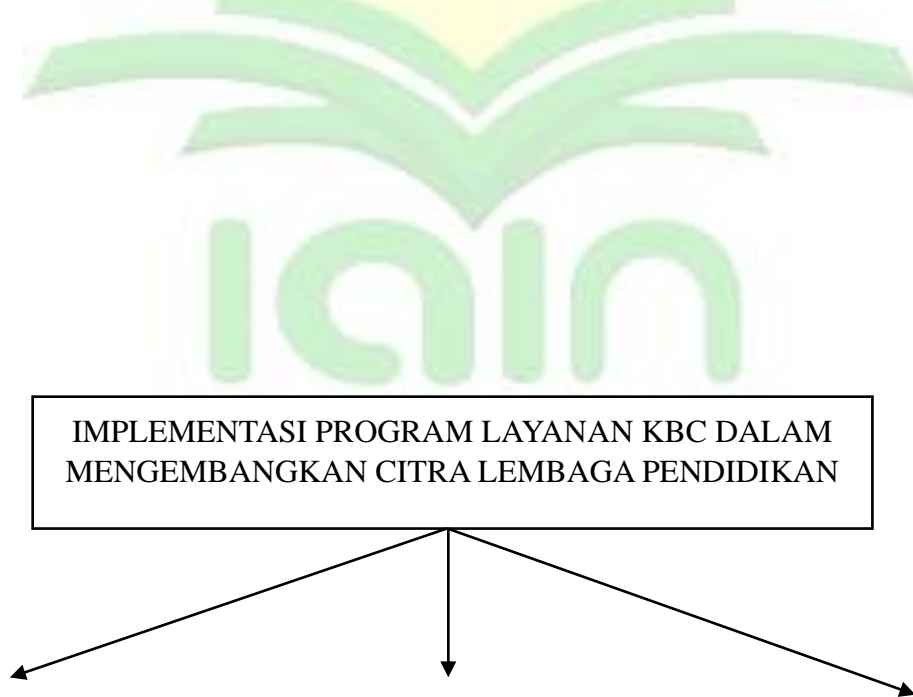 iain
IMPLEMENTASI PROGRAM LAYANAN KBC DALAM
MENGEMBANGKAN CITRA LEMBAGA PENDIDIKAN